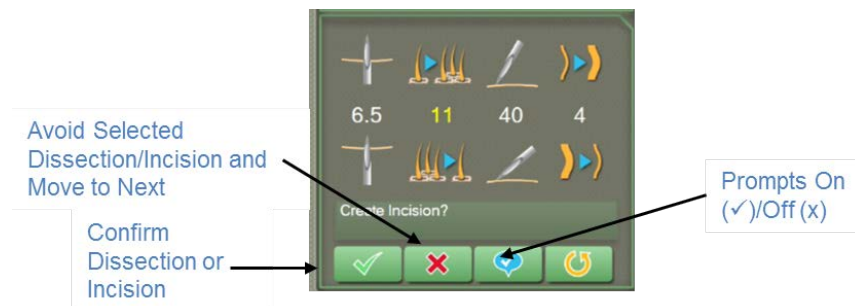 6.5 11 40 4
Avoid Selected
Dissection/Incision and
Move to Next
Create Incision?
Prompts On
(✓)/Off (x)
Confirm
Dissection or
Incision